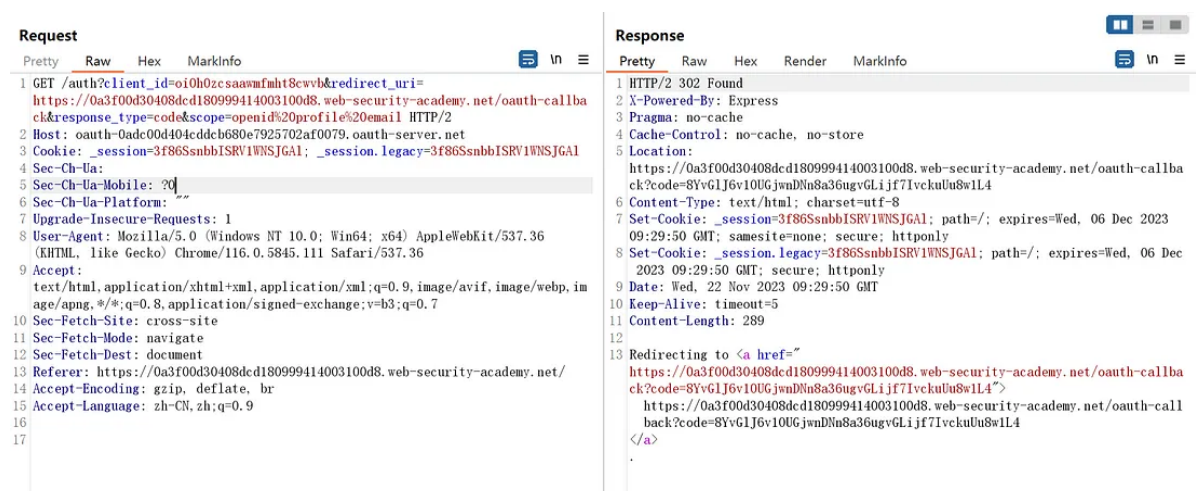 Request
Pretty Raw Hex MarkInfo
\n
1 GET /auth?client_id=oi0h0zcsaawmfmht8cwvb&redirect_uri=
https://0a3f00d30408dcd180999414003100d8.web-security-academy.net/oauth-callba
ck&response_type=code&scope=openid%20profile%20email HTTP/2
2 Host: oauth-0adc00d404cddcb680e7925702af0079.oauth-server.net
3 Cookie: _session=3f86SsnbbISRV1WNSJGAl; _session.legacy=3f86SsnbbISRV1WNSJGAl
4 Sec-Ch-Ua:
5 Sec-Ch-Ua-Mobile: ?0
6 Sec-Ch-Ua-Platform: ""
7 Upgrade-Insecure-Requests: 1
8 User-Agent: Mozilla/5.0 (Windows NT 10.0; Win64; x64) AppleWebKit/537.36
(KHTML, like Gecko) Chrome/116.0.5845.111 Safari/537.36
9 Accept:
text/html,application/xhtml+xml,application/xml;q=0.9,image/avif,image/webp,im
age/apng,*/*;q=0.8,application/signed-exchange;v=b3;q=0.7
10 Sec-Fetch-Site: cross-site
11 Sec-Fetch-Mode: navigate
12 Sec-Fetch-Dest: document
13 Referer: https://0a3f00d30408dcd180999414003100d8.web-security-academy.net/
14 Accept-Encoding: gzip, deflate, br
15 Accept-Language: zh-CN,zh;q=0.9
16
17
Response
Pretty Raw Hex Render MarkInfo
\n
1 HTTP/2 302 Found
2 X-Powered-By: Express
3 Pragma: no-cache
4 Cache-Control: no-cache, no-store
5 Location:
https://0a3f00d30408dcd180999414003100d8.web-security-academy.net/oauth-callba
ck?code=8YvGlJ6v10UGjwnDNn8a36ugvGLijf7IvckuUu8w1L4
6 Content-Type: text/html; charset=utf-8
7 Set-Cookie: _session=3f86SsnbbISRV1WNSJGAl; path=/; expires=Wed, 06 Dec 2023
09:29:50 GMT; samesite=none; secure; httponly
8 Set-Cookie: _session.legacy=3f86SsnbbISRV1WNSJGAl; path=/; expires=Wed, 06 Dec
2023 09:29:50 GMT; secure; httponly
9 Date: Wed, 22 Nov 2023 09:29:50 GMT
10 Keep-Alive: timeout=5
11 Content-Length: 289
12
13 Redirecting to <a href="
https://0a3f00d30408dcd180999414003100d8.web-security-academy.net/oauth-callba
ck?code=8YvGlJ6v10UGjwnDNn8a36ugvGLijf7IvckuUu8w1L4">
https://0a3f00d30408dcd180999414003100d8.web-security-academy.net/oauth-call
back?code=8YvGlJ6v10UGjwnDNn8a36ugvGLijf7IvckuUu8w1L4
</a>
.